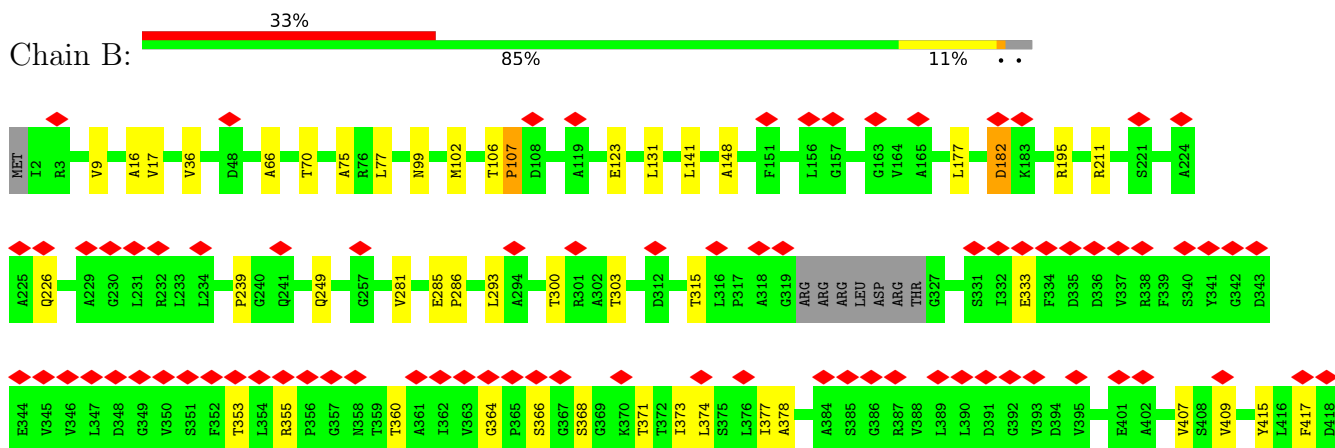 33%
Chain B:
85% 11% • •
MET I2 R3 V9 A16 V17 V36 D48 A66 T70 A75 R76 L77 N99 M102 T106 P107 D108 A119 E123 L131 L141 A148 F151 L156 G157 G163 V164 A165 L177 D182 K183 R195 R211 S221 A224
A225 Q226 A229 G230 L231 R232 L233 L234 P239 G240 Q241 Q249 G257 V281 E285 P286 L293 A294 T300 R301 A302 T303 D312 T315 L316 P317 A318 G319 ARG ARG ARG LEU ASP ARG THR G327 S331 I332 E333 F334 D335 D336 V337 R338 F339 S340 Y341 G342 D343
E344 V345 V346 L347 D348 G349 V350 S351 F352 T353 L354 R355 P356 G357 N358 T359 T360 A361 I362 V363 G364 P365 S366 G367 S368 G369 K370 T371 T372 I373 L374 S375 L376 I377 A378 A384 S385 G386 R387 V388 L389 L390 D391 G392 V393 D394 V395 E401 A402 V407 S408 V409 Y415 L416 F417 D418